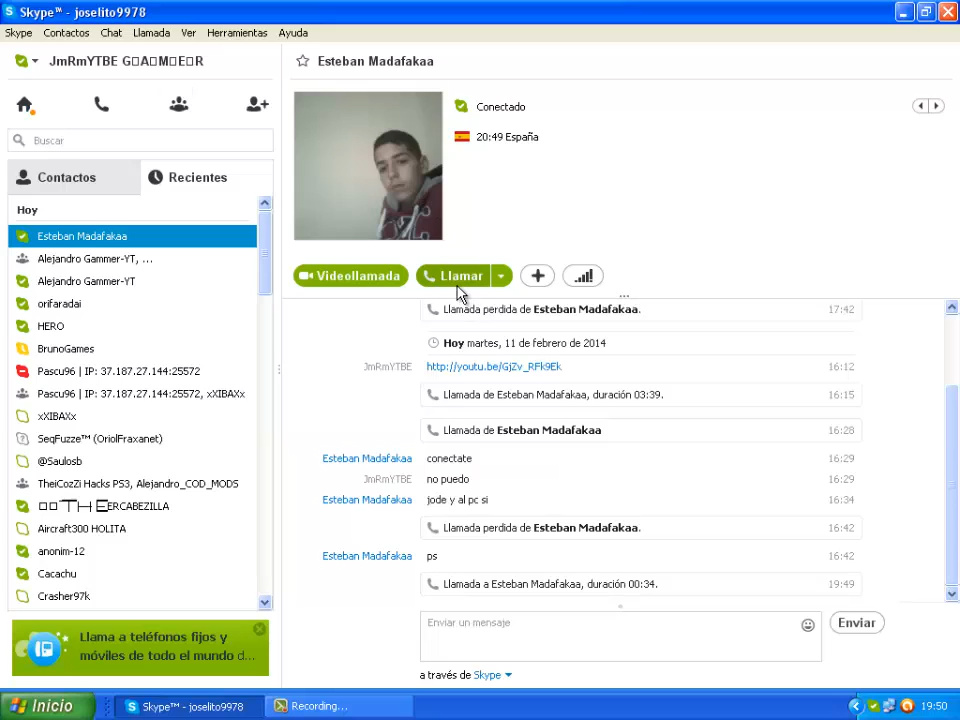 Skype™ - joselito9978
Skype Contactos Chat Llamada Ver Herramientas Ayuda
JmRmYTBE G□A□M□E□R
Esteban Madafakaa
Conectado
20:49 España
Buscar
Contactos
Recientes
Hoy
Esteban Madafakaa
Alejandro Gammer-YT, ...
Alejandro Gammer-YT
orifaradai
HERO
BrunoGames
Pascu96 | IP: 37.187.27.144:25572
Pascu96 | IP: 37.187.27.144:25572, xXIBAXx
xXIBAXx
SeqFuzze™ (OriolFraxanet)
@Saulosb
TheiCozZi Hacks PS3, Alejandro_COD_MODS
ERCABEZILLA
Aircraft300 HOLITA
anonim-12
Cacachu
Crasher97k
Llama a teléfonos fijos y
móviles de todo el mundo d...
Videollamada
Llamar
Llamada perdida de Esteban Madafakaa. 17:42
Hoy martes, 11 de febrero de 2014
JmRmYTBE http://youtu.be/GjZv_RFk9Ek 16:12
Llamada de Esteban Madafakaa, duración 03:39. 16:15
Llamada de Esteban Madafakaa 16:28
Esteban Madafakaa conectate 16:29
JmRmYTBE no puedo 16:29
Esteban Madafakaa jode y al pc si 16:34
Llamada perdida de Esteban Madafakaa. 16:42
Esteban Madafakaa ps 16:42
Llamada a Esteban Madafakaa, duración 00:34. 19:49
Enviar un mensaje
Enviar
a través de Skype
Inicio
Skype™ - joselito9978
Recording...
19:50